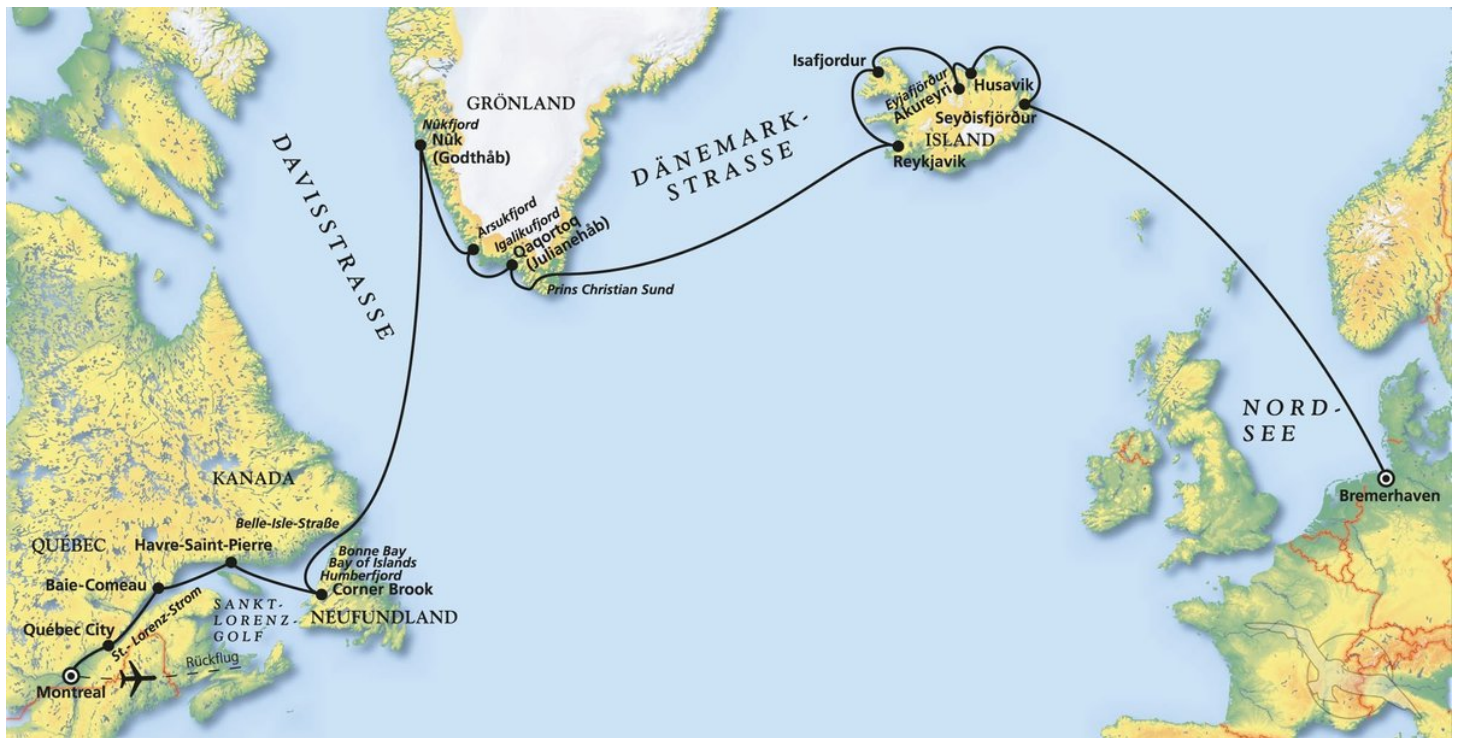 GRÖNLAND
Nûkfjord
Nûk
(Godthåb)
DAVISSTRASSE
Arsukfjord
Igalikufjord
Qaqortoq
(Julianehåb)
Prins Christian Sund
DÄNEMARK-
STRASSE
Isafjordur
Eyjafjörður
Akureyri
Husavik
Seyðisfjörður
ISLAND
Reykjavik
NORD-
SEE
Bremerhaven
KANADA
Belle-Isle-Straße
QUÉBEC
Havre-Saint-Pierre
Bonne Bay
Bay of Islands
Humberfjord
Corner Brook
NEUFUNDLAND
Baie-Comeau
SANKT-
LORENZ-
GOLF
Québec City
St.-Lorenz-Strom
Rückflug
Montreal